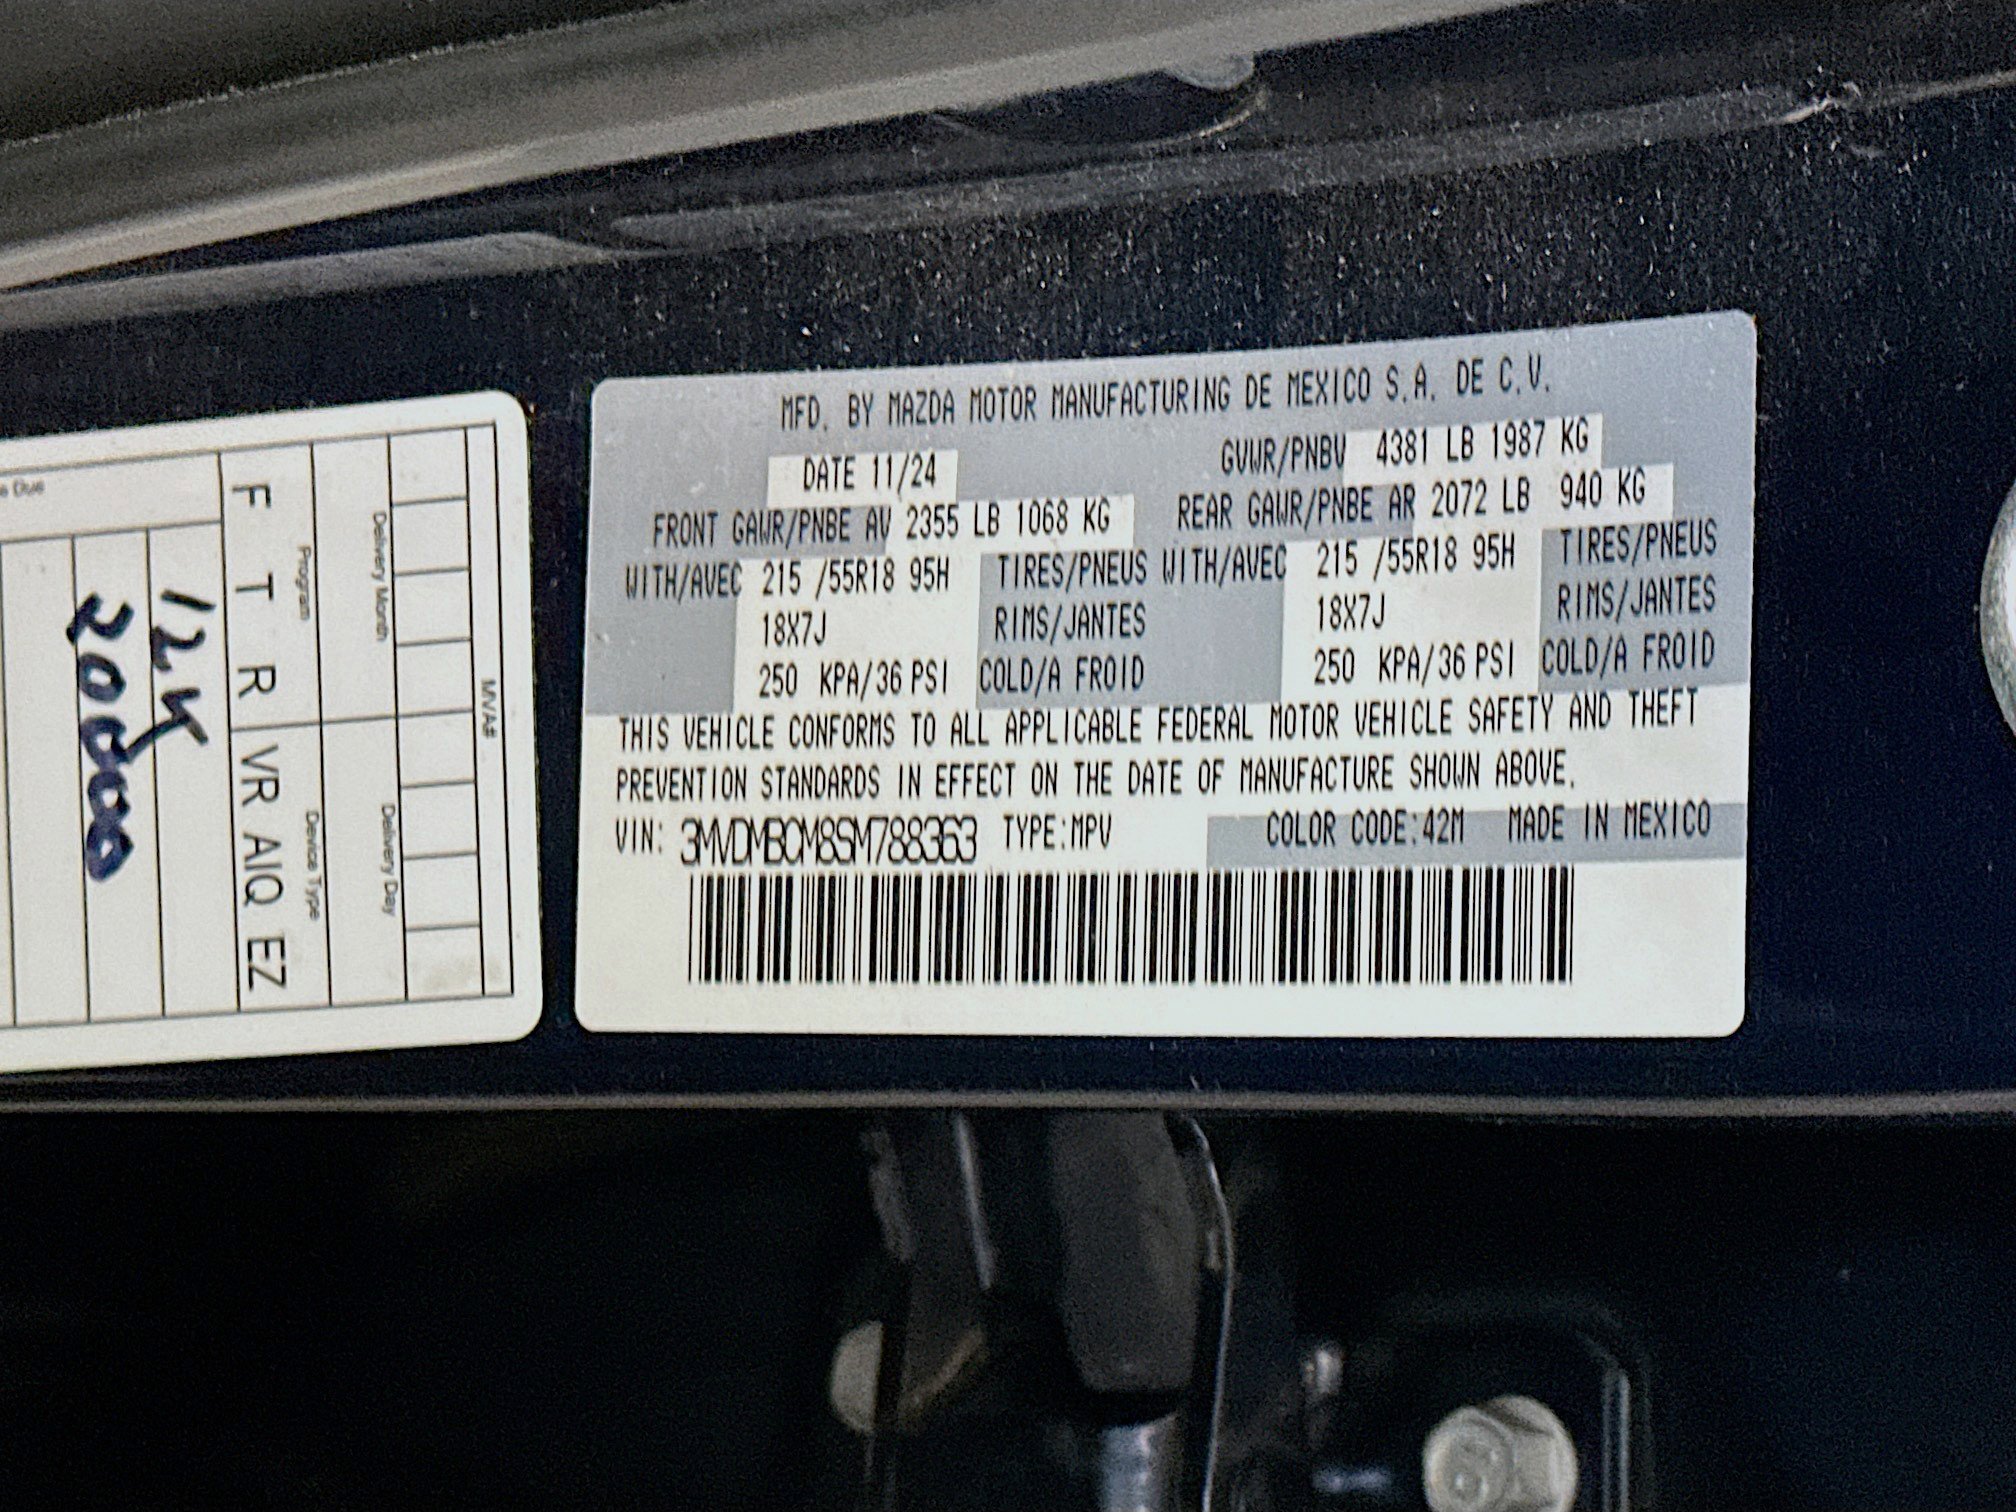 MVA#
Delivery Month Delivery Day
Program Device Type
F T R VR AIQ EZ
Due
20000
MFD. BY MAZDA MOTOR MANUFACTURING DE MEXICO S.A. DE C.V.
DATE 11/24 GVWR/PNBV 4381 LB 1987 KG
FRONT GAWR/PNBE AV 2355 LB 1068 KG REAR GAWR/PNBE AR 2072 LB 940 KG
WITH/AVEC 215 /55R18 95H TIRES/PNEUS WITH/AVEC 215 /55R18 95H TIRES/PNEUS
18X7J RIMS/JANTES 18X7J RIMS/JANTES
250 KPA/36 PSI COLD/A FROID 250 KPA/36 PSI COLD/A FROID
THIS VEHICLE CONFORMS TO ALL APPLICABLE FEDERAL MOTOR VEHICLE SAFETY AND THEFT
PREVENTION STANDARDS IN EFFECT ON THE DATE OF MANUFACTURE SHOWN ABOVE.
VIN: 3MVDMBCM8SM788363 TYPE:MPV COLOR CODE:42M MADE IN MEXICO